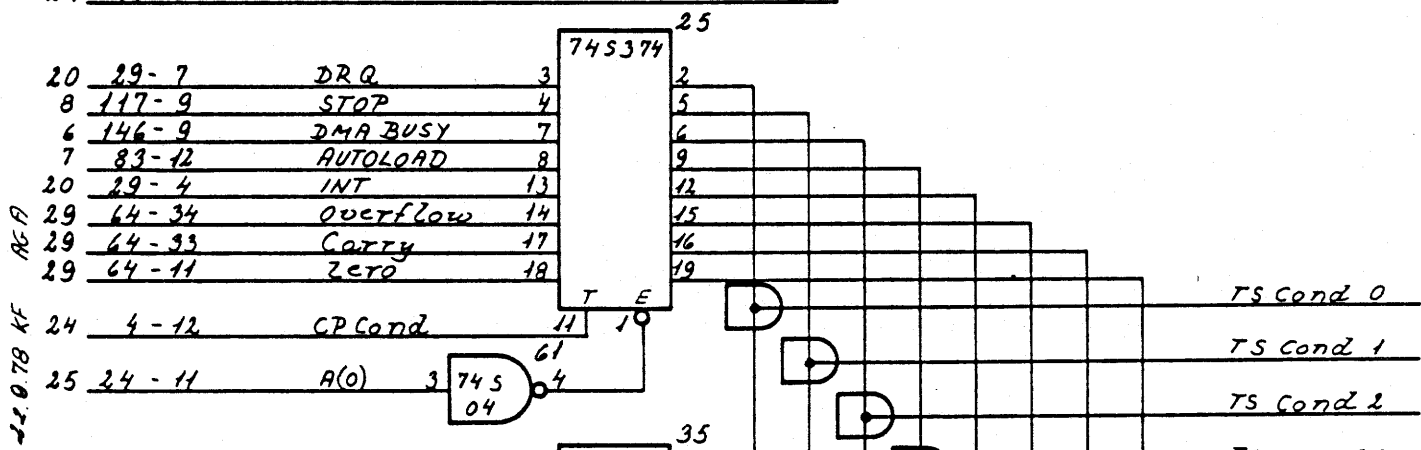 25
74S374
20 29-7 DRQ 3 2
8 117-9 STOP 4 5
6 146-9 DMA BUSY 7 6
7 83-12 AUTOLOAD 8 9
20 29-4 INT 13 12
29 64-34 Overflow 14 15
29 64-33 Carry 17 16
29 64-11 Zero 18 19
T E
TS Cond 0
24 4-12 CP Cond 11 1
61
TS Cond 1
25 24-11 A(0) 3 74S 4
04
TS Cond 2
35
AGA
KF